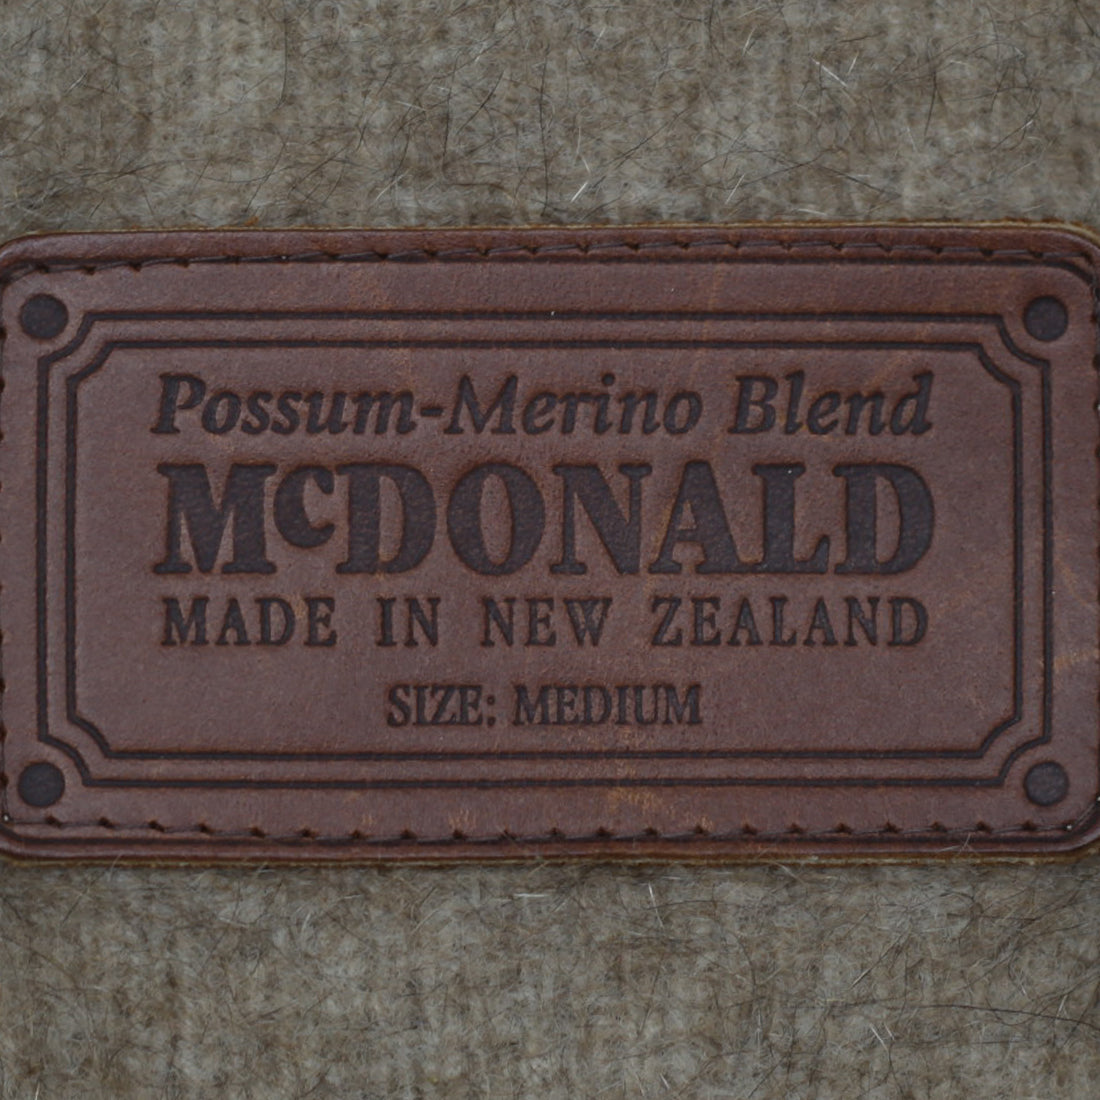 Possum-Merino Blend
McDONALD
MADE IN NEW ZEALAND
SIZE: MEDIUM